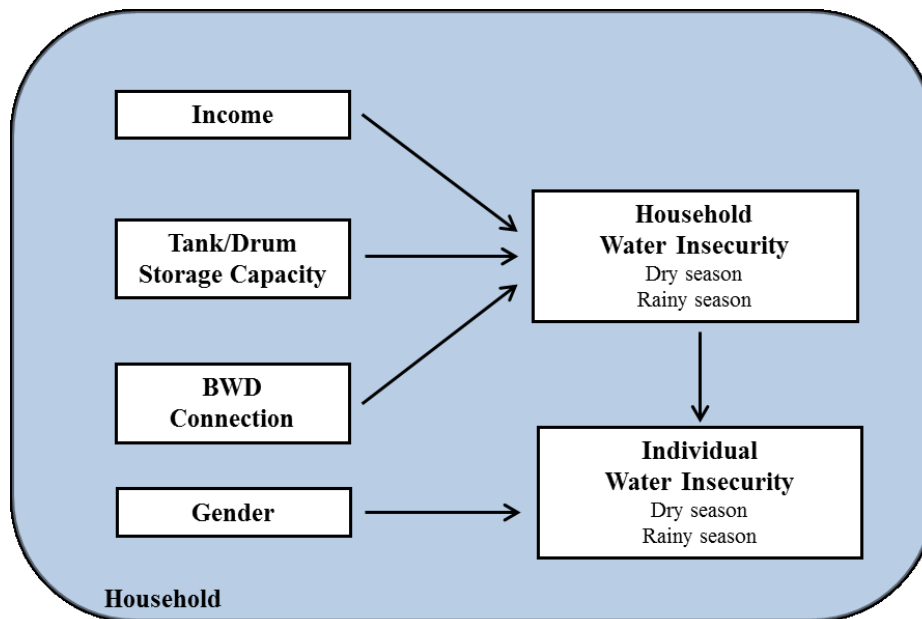 Income
Tank/Drum
Storage Capacity
BWD
Connection
Gender
Household
Water Insecurity
Dry season
Rainy season
Individual
Water Insecurity
Dry season
Rainy season
Household